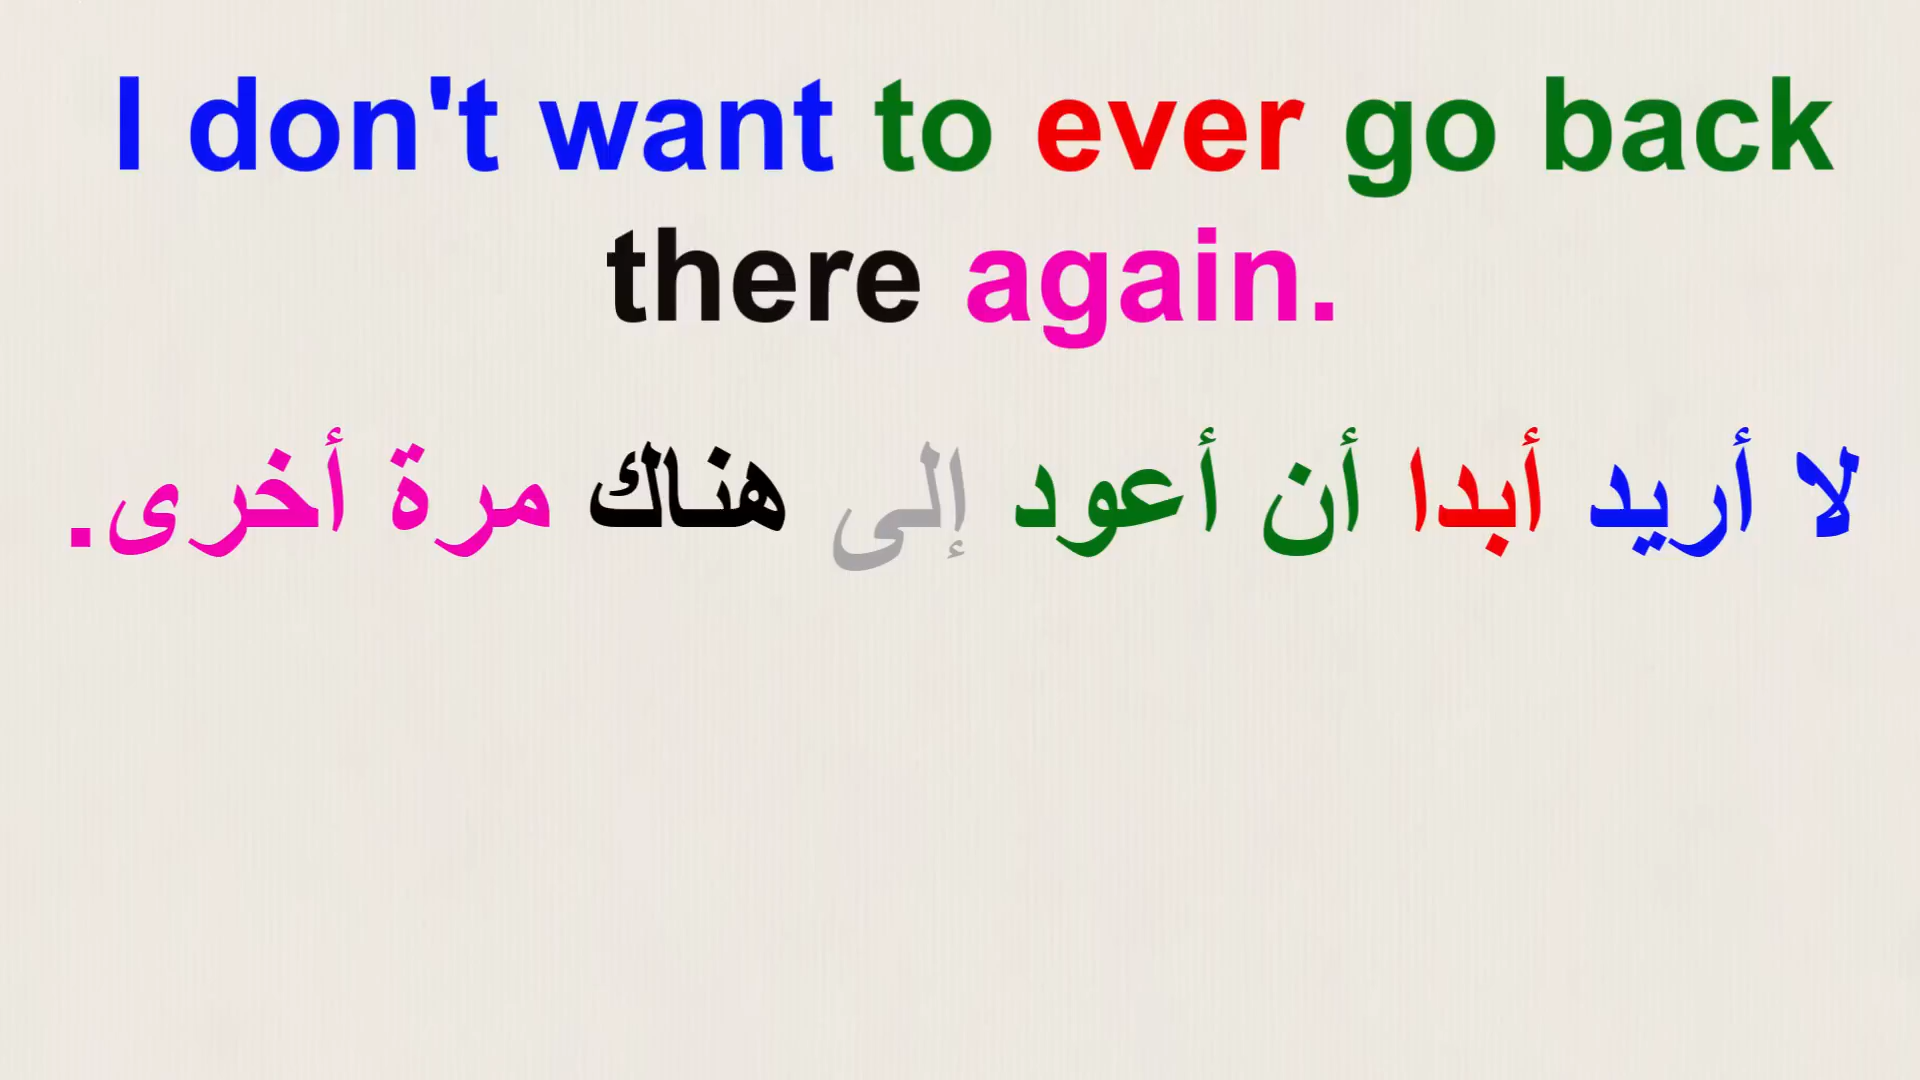 I don't want to ever go back
there again.
لا أريد أبدا أن أعود إلى هناك مرة أخرى.